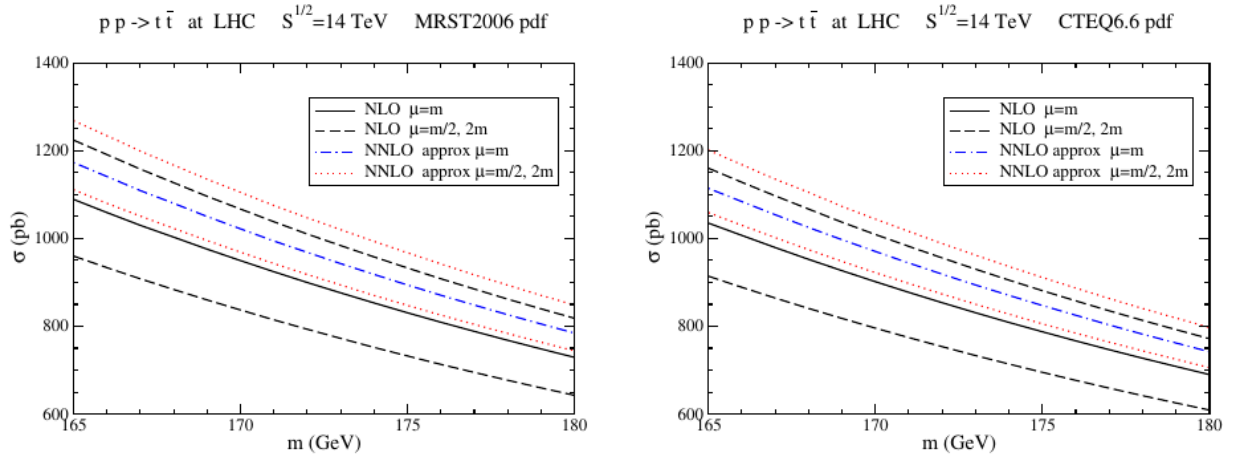 p p -> t t̄ at LHC S^1/2=14 TeV MRST2006 pdf
1400
1200
1000
800
600
σ (pb)
NLO μ=m
NLO μ=m/2, 2m
NNLO approx μ=m
NNLO approx μ=m/2, 2m
165
170
175
180
m (GeV)
p p -> t t̄ at LHC S^1/2=14 TeV CTEQ6.6 pdf
1400
1200
1000
800
600
σ (pb)
NLO μ=m
NLO μ=m/2, 2m
NNLO approx μ=m
NNLO approx μ=m/2, 2m
165
170
175
180
m (GeV)